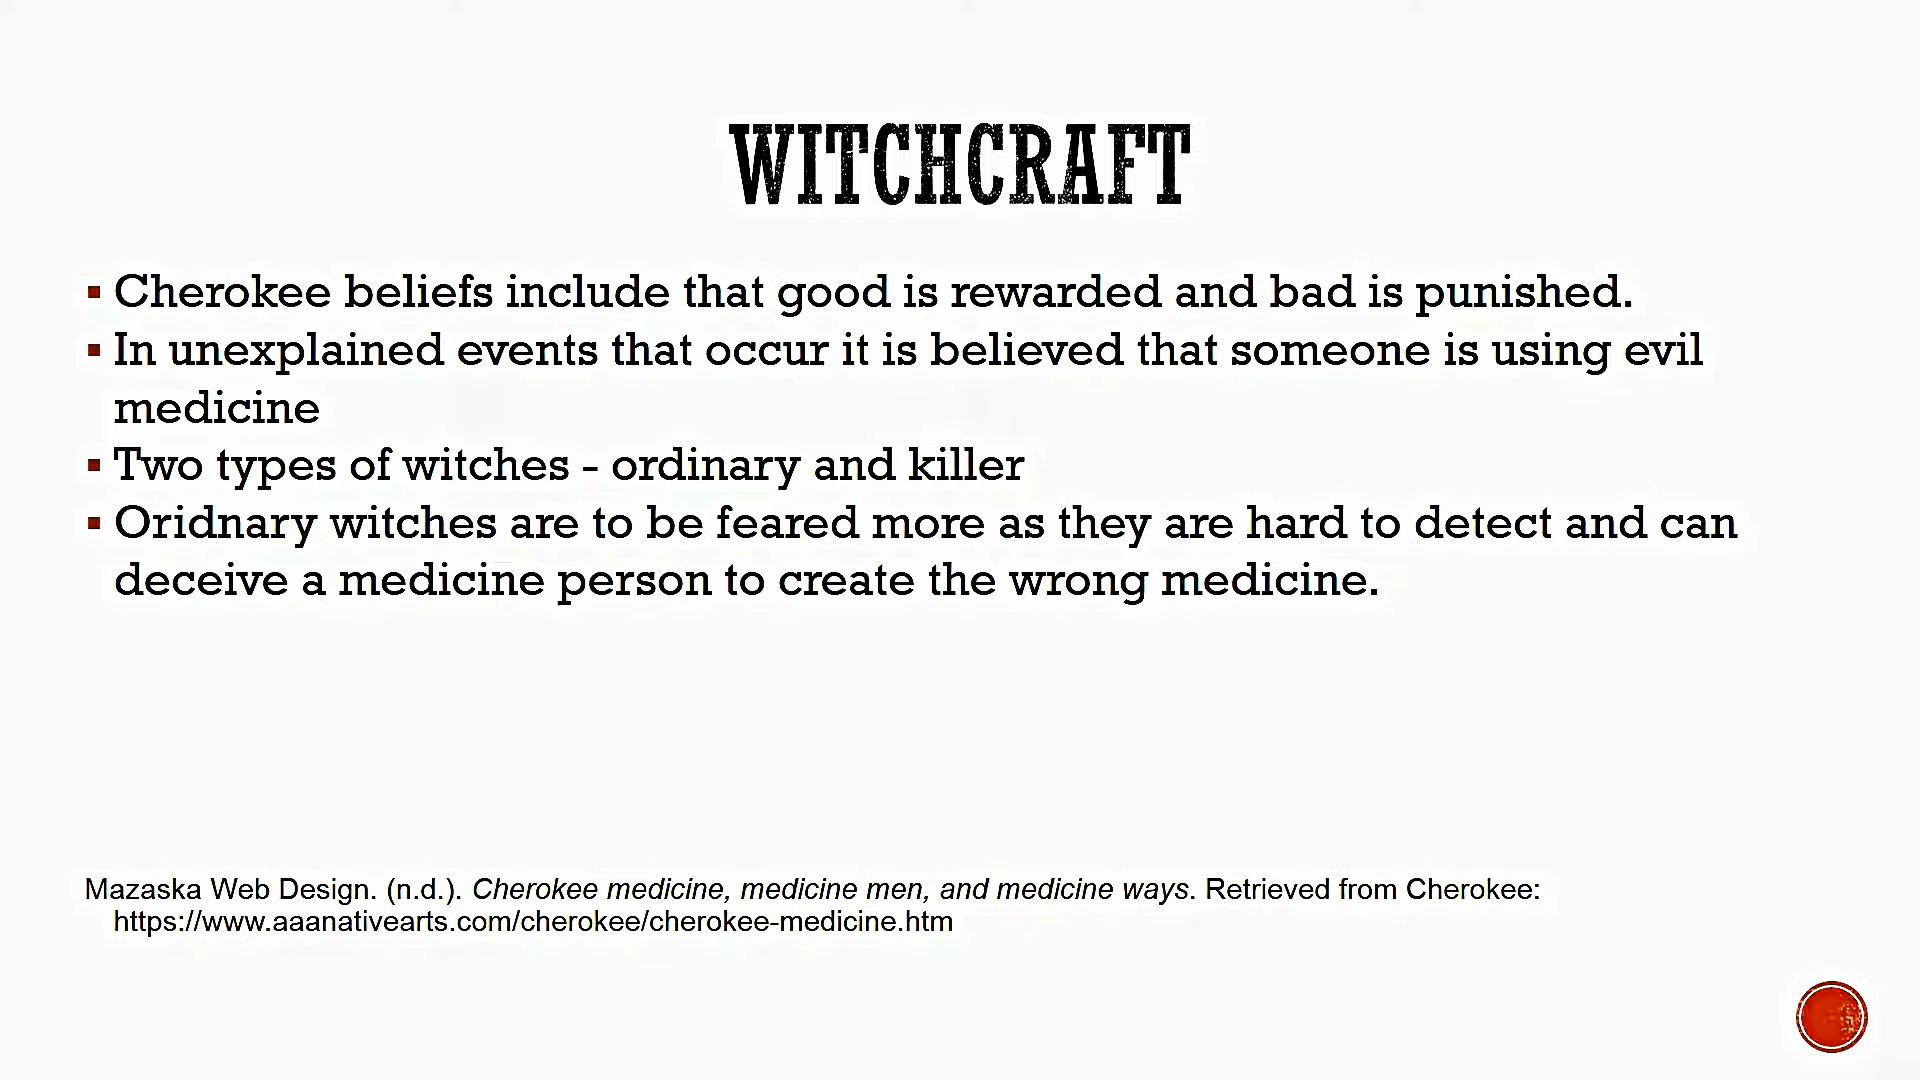 WITCHCRAFT
▪ Cherokee beliefs include that good is rewarded and bad is punished.
▪ In unexplained events that occur it is believed that someone is using evil
medicine
▪ Two types of witches - ordinary and killer
▪ Oridnary witches are to be feared more as they are hard to detect and can
deceive a medicine person to create the wrong medicine.
Mazaska Web Design. (n.d.). Cherokee medicine, medicine men, and medicine ways. Retrieved from Cherokee:
https://www.aaanativearts.com/cherokee/cherokee-medicine.htm